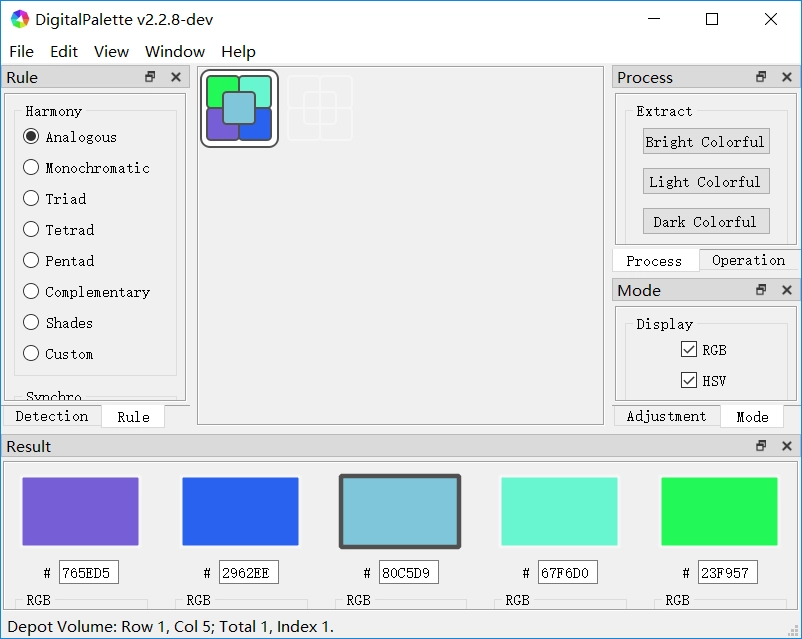 DigitalPalette v2.2.8-dev
File Edit View Window Help
Rule
Harmony
Analogous
Monochromatic
Triad
Tetrad
Pentad
Complementary
Shades
Custom
Synchro
Detection Rule
Process
Extract
Bright Colorful
Light Colorful
Dark Colorful
Process Operation
Mode
Display
RGB
HSV
Adjustment Mode
Result
# 765ED5 # 2962EE # 80C5D9 # 67F6D0 # 23F957
RGB RGB RGB RGB RGB
Depot Volume: Row 1, Col 5; Total 1, Index 1.